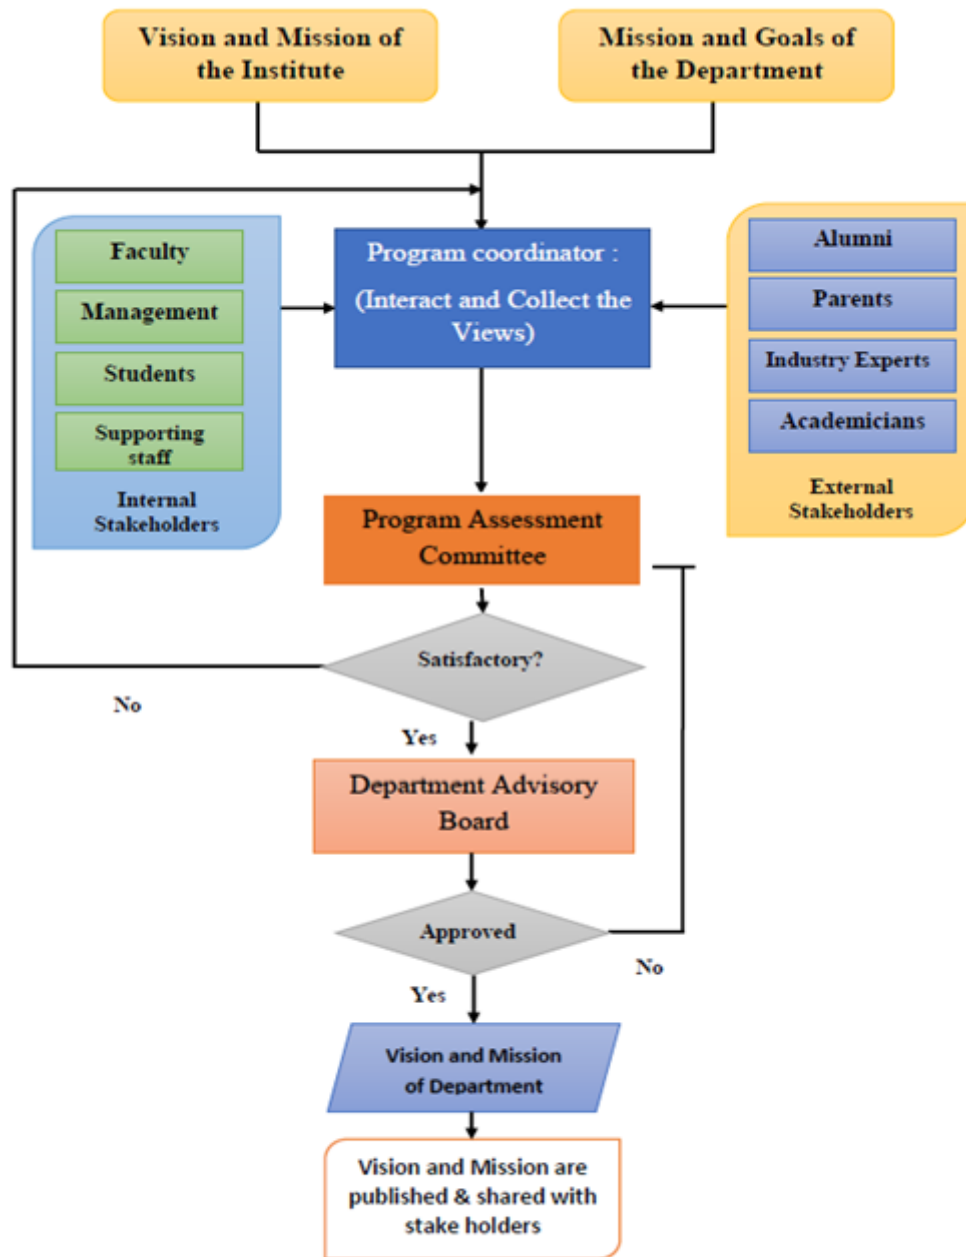 Vision and Mission of
the Institute
Mission and Goals of
the Department
Faculty
Management
Students
Supporting
staff
Internal
Stakeholders
Program coordinator :
(Interact and Collect the
Views)
Alumni
Parents
Industry Experts
Academicians
External
Stakeholders
Program Assessment
Committee
Satisfactory?
No
Yes
Department Advisory
Board
Approved
No
Yes
Vision and Mission
of Department
Vision and Mission are
published & shared with
stake holders